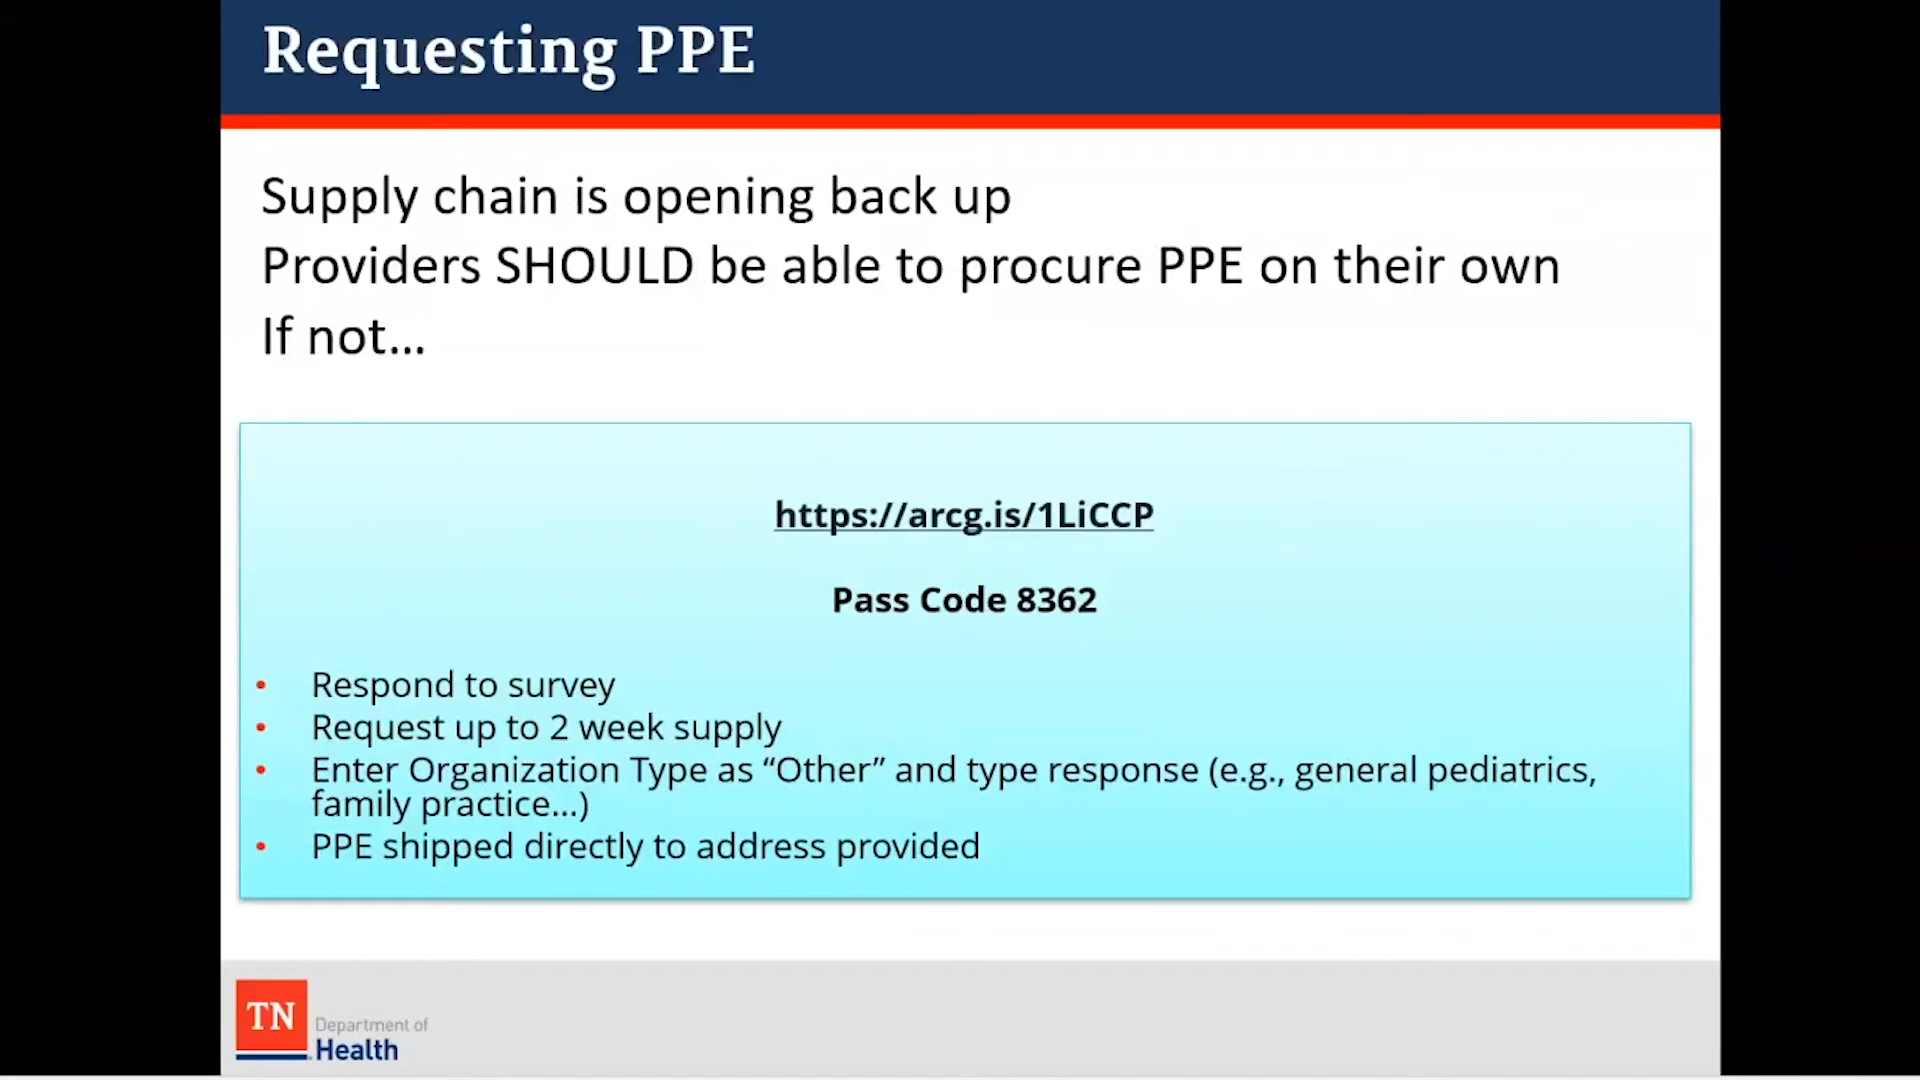 Requesting PPE
Supply chain is opening back up
Providers SHOULD be able to procure PPE on their own
If not...
https://arcg.is/1LiCCP
Pass Code 8362
• Respond to survey
• Request up to 2 week supply
• Enter Organization Type as “Other” and type response (e.g., general pediatrics,
family practice...)
• PPE shipped directly to address provided
TN
Department of
Health